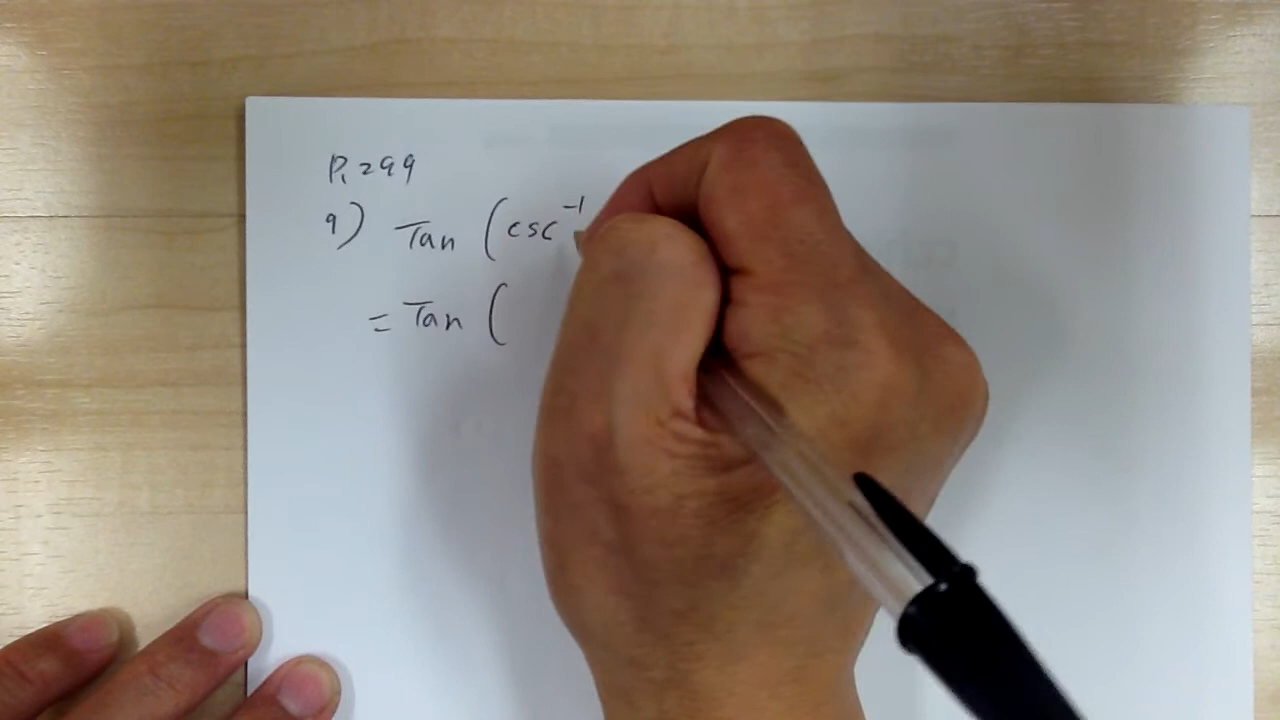 P. 299
9) Tan (csc⁻¹
= Tan (